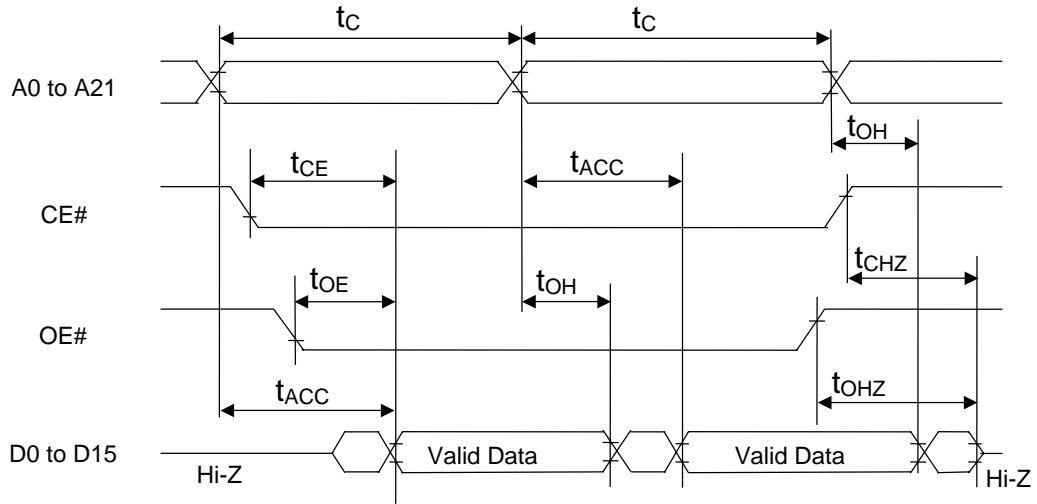 tC tC
A0 to A21
tOH
tCE tACC
CE#
tCHZ
tOE tOH
OE#
tACC tOHZ
D0 to D15 Hi-Z Valid Data Valid Data Hi-Z